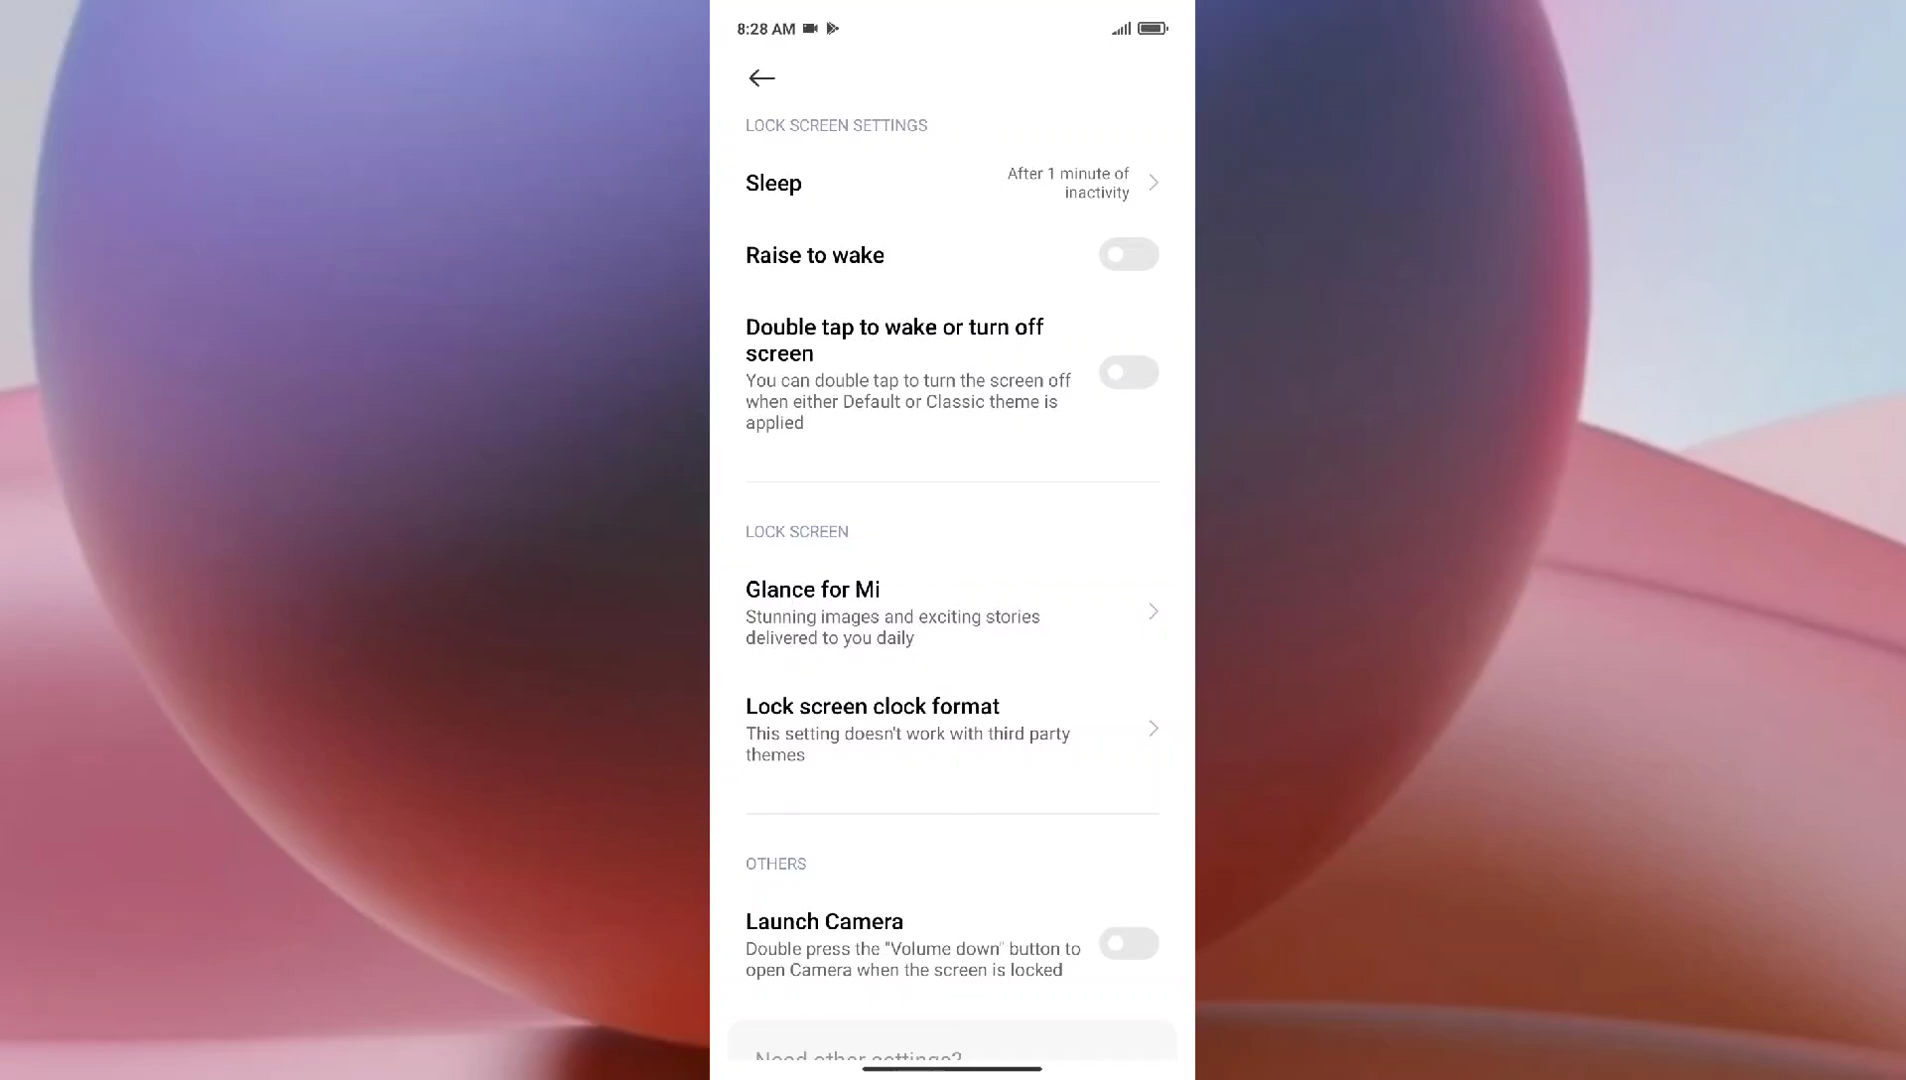 8:28 AM
LOCK SCREEN SETTINGS
Sleep
After 1 minute of
inactivity
Raise to wake
Double tap to wake or turn off
screen
You can double tap to turn the screen off
when either Default or Classic theme is
applied
LOCK SCREEN
Glance for Mi
Stunning images and exciting stories
delivered to you daily
Lock screen clock format
This setting doesn't work with third party
themes
OTHERS
Launch Camera
Double press the "Volume down" button to
open Camera when the screen is locked
Need other settings?